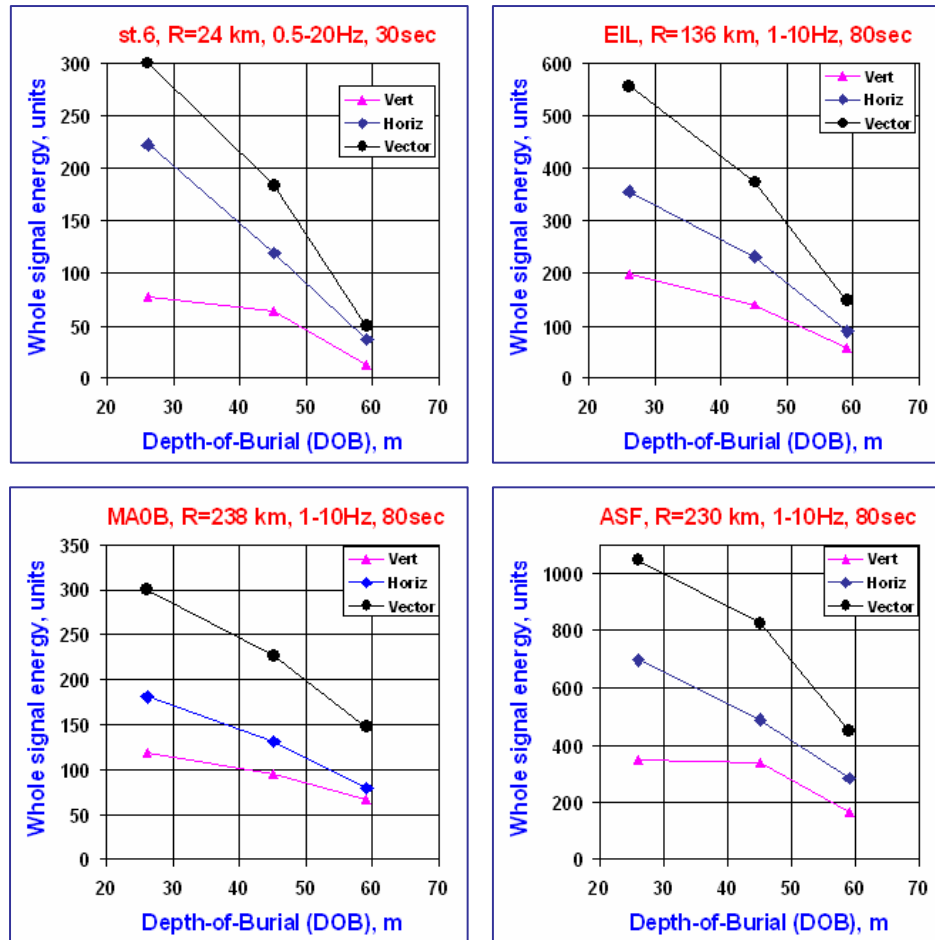 st.6, R=24 km, 0.5-20Hz, 30sec
Whole signal energy, units
300
250
200
150
100
50
0
Vert
Horiz
Vector
20 30 40 50 60 70
Depth-of-Burial (DOB), m
EIL, R=136 km, 1-10Hz, 80sec
Whole signal energy, units
600
500
400
300
200
100
0
Vert
Horiz
Vector
20 30 40 50 60 70
Depth-of-Burial (DOB), m
MA0B, R=238 km, 1-10Hz, 80sec
Whole signal energy, units
350
300
250
200
150
100
50
0
Vert
Horiz
Vector
20 30 40 50 60 70
Depth-of-Burial (DOB), m
ASF, R=230 km, 1-10Hz, 80sec
Whole signal energy, units
1000
800
600
400
200
0
Vert
Horiz
Vector
20 30 40 50 60 70
Depth-of-Burial (DOB), m